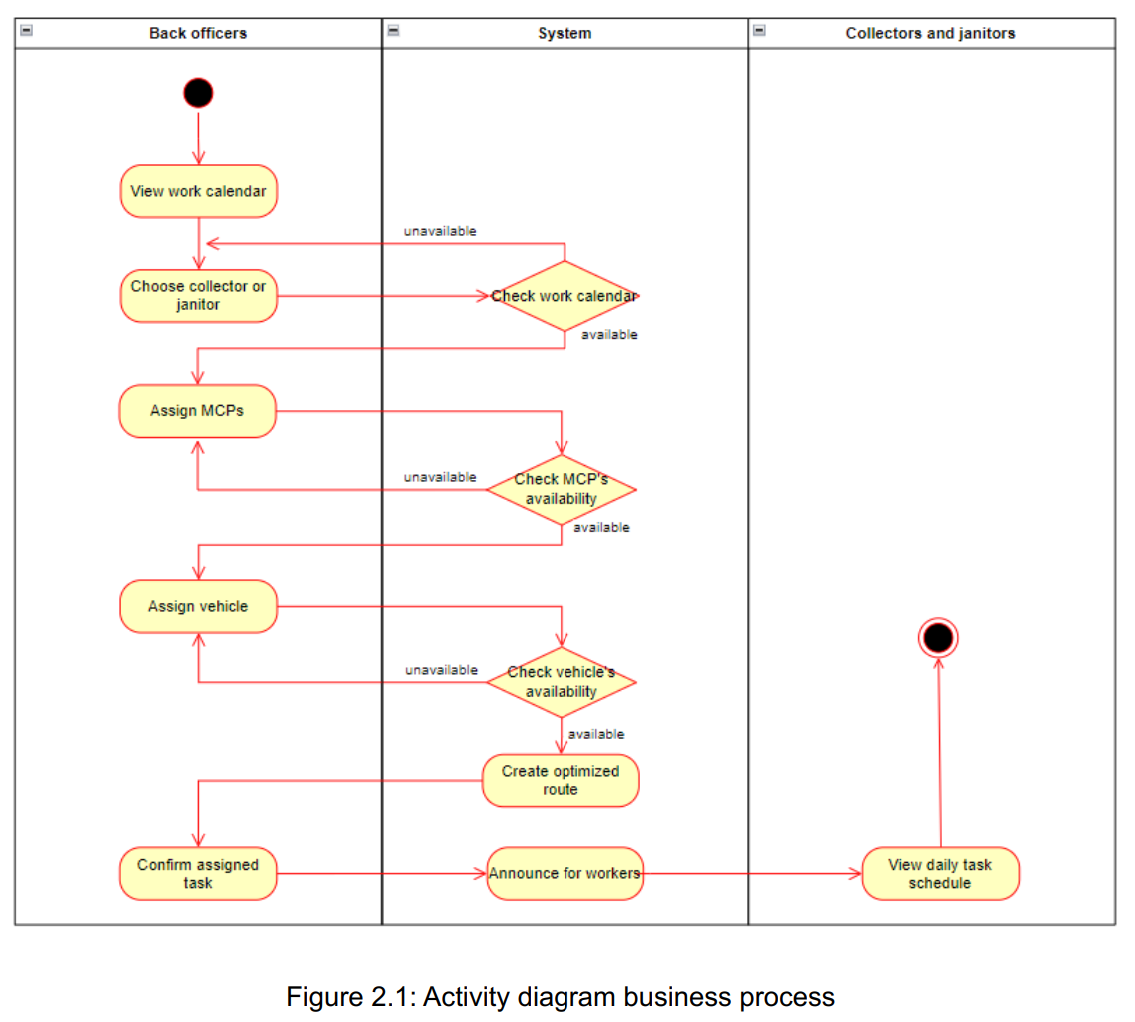 Back officers
System
Collectors and janitors
View work calendar
unavailable
Choose collector or
janitor
Check work calendar
available
Assign MCPs
unavailable
Check MCP's
availability
available
Assign vehicle
unavailable
Check vehicle's
availability
available
Create optimized
route
Confirm assigned
task
Announce for workers
View daily task
schedule
Figure 2.1: Activity diagram business process